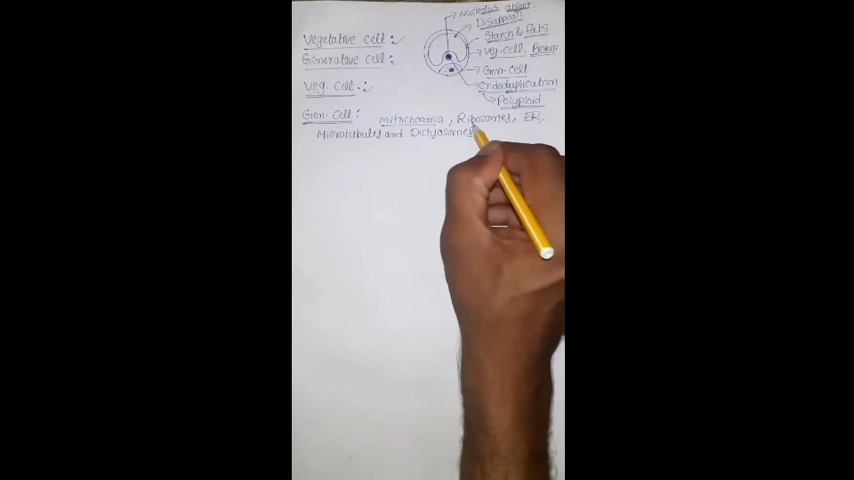 Nucleolus absent.
Disappear
Starch & Fats
Vegetative cell:
Veg. Cell. Bigger
Generative cell:
Gen-Cell
Veg. Cell.:
Endoduplication
Polyploid
Gen-Cell: Mitochondria, Ribosomes, ER,
Microtubules and Dictyosomes